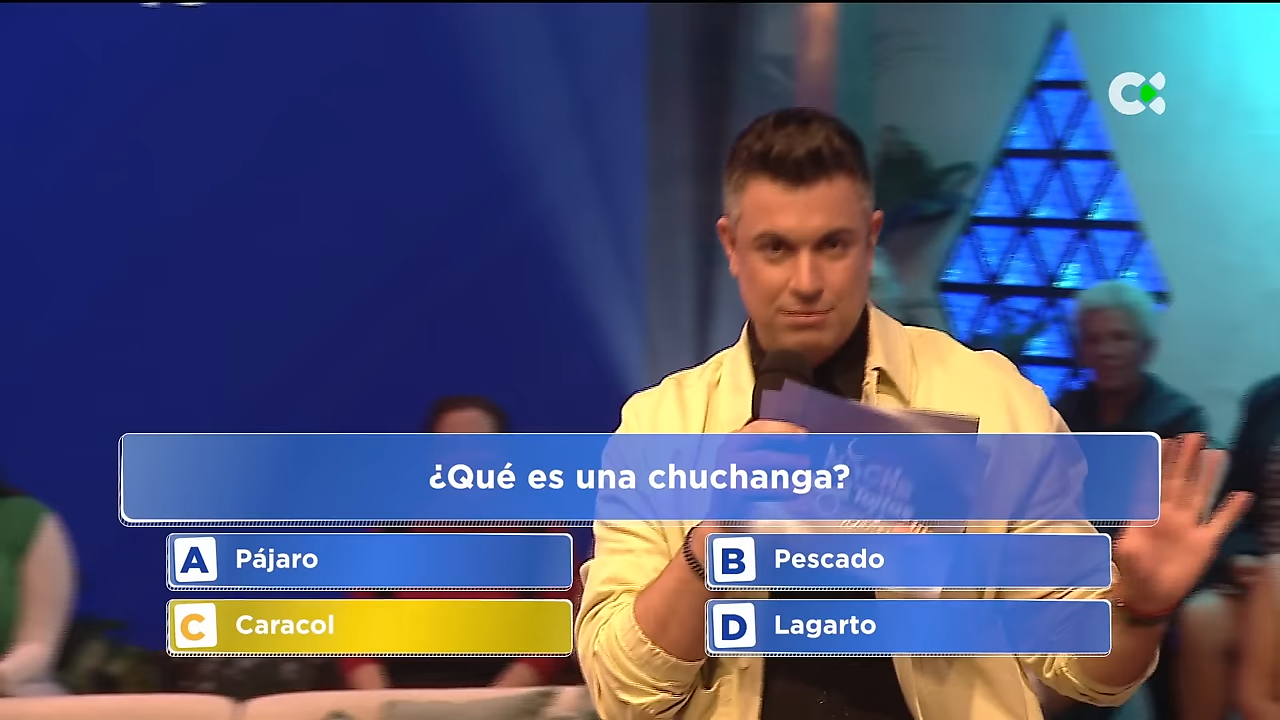 ¿Qué es una chuchanga?
A Pájaro
B Pescado
C Caracol
D Lagarto